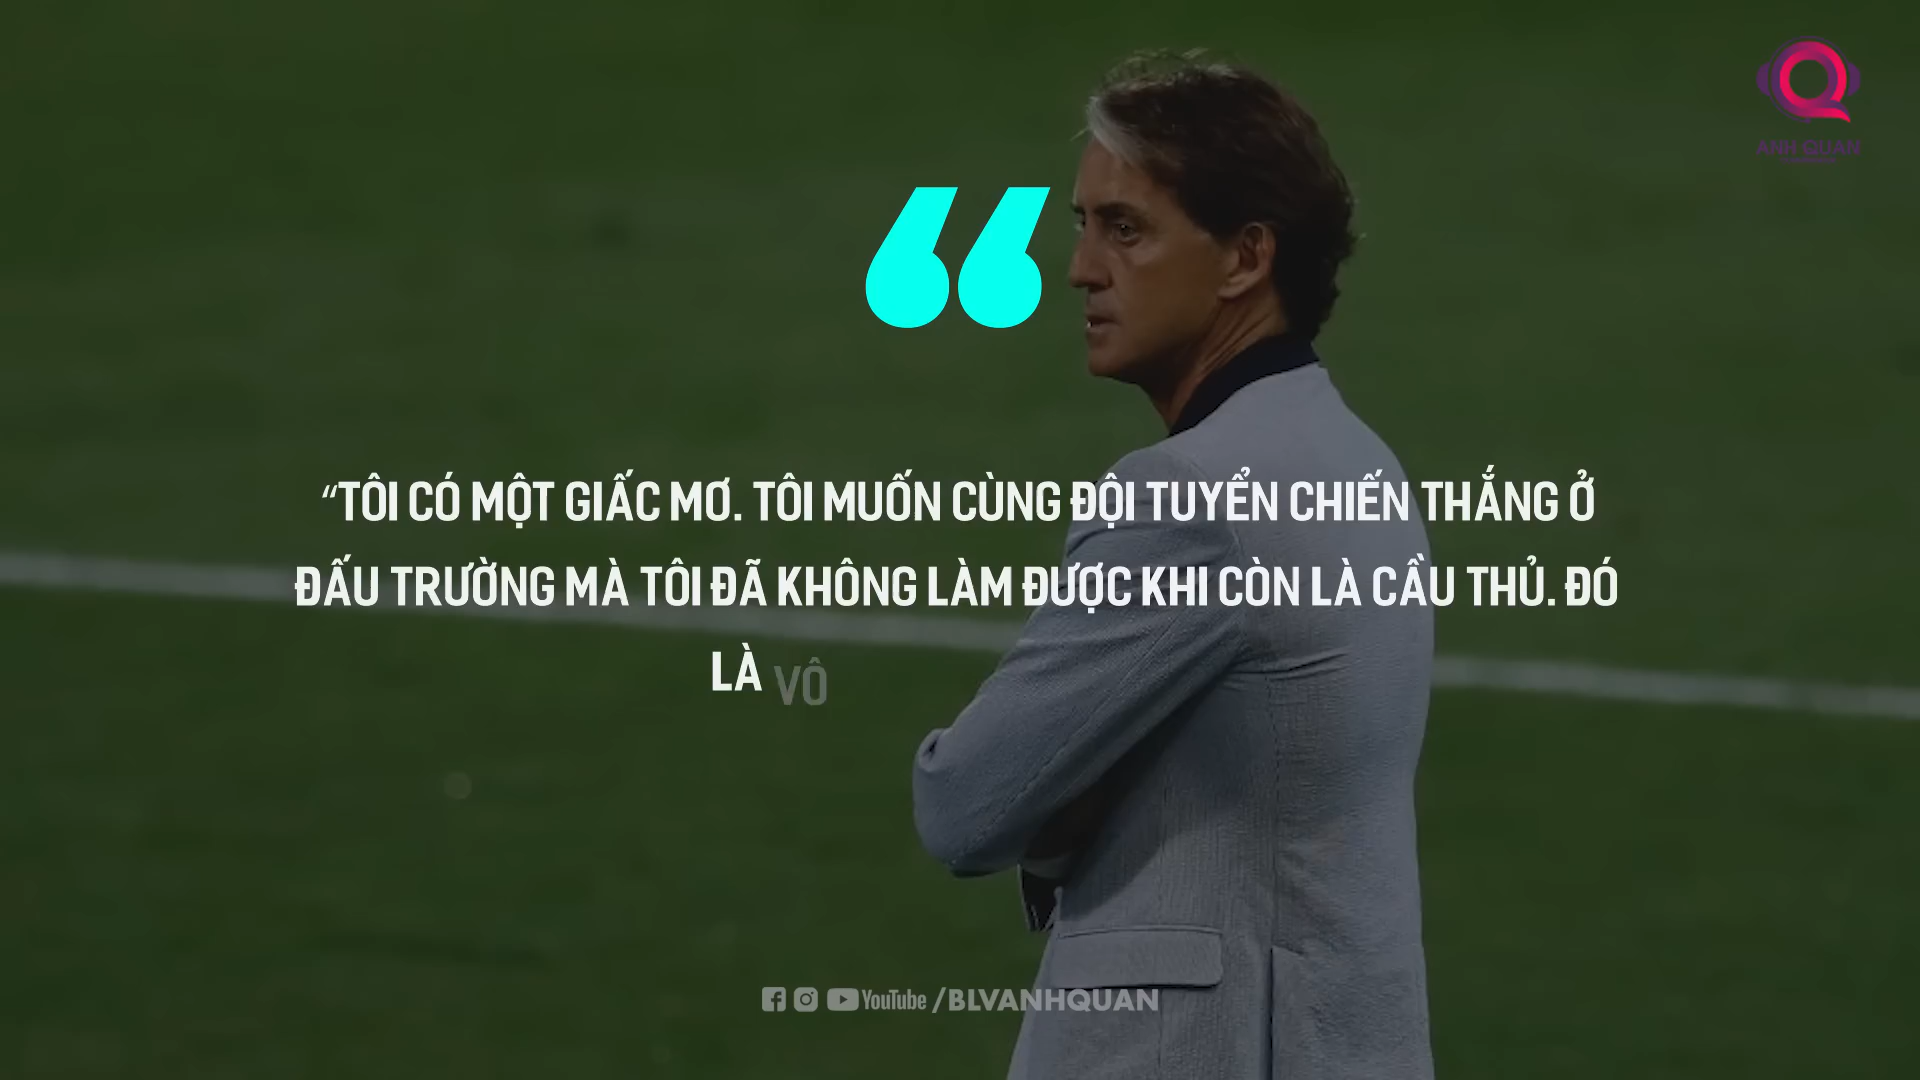 ANH QUÂN
“TÔI CÓ MỘT GIẤC MƠ. TÔI MUỐN CÙNG ĐỘI TUYỂN CHIẾN THẮNG Ở
ĐẤU TRƯỜNG MÀ TÔI ĐÃ KHÔNG LÀM ĐƯỢC KHI CÒN LÀ CẦU THỦ. ĐÓ
LÀ VÔ
YouTube /BLVANHQUAN